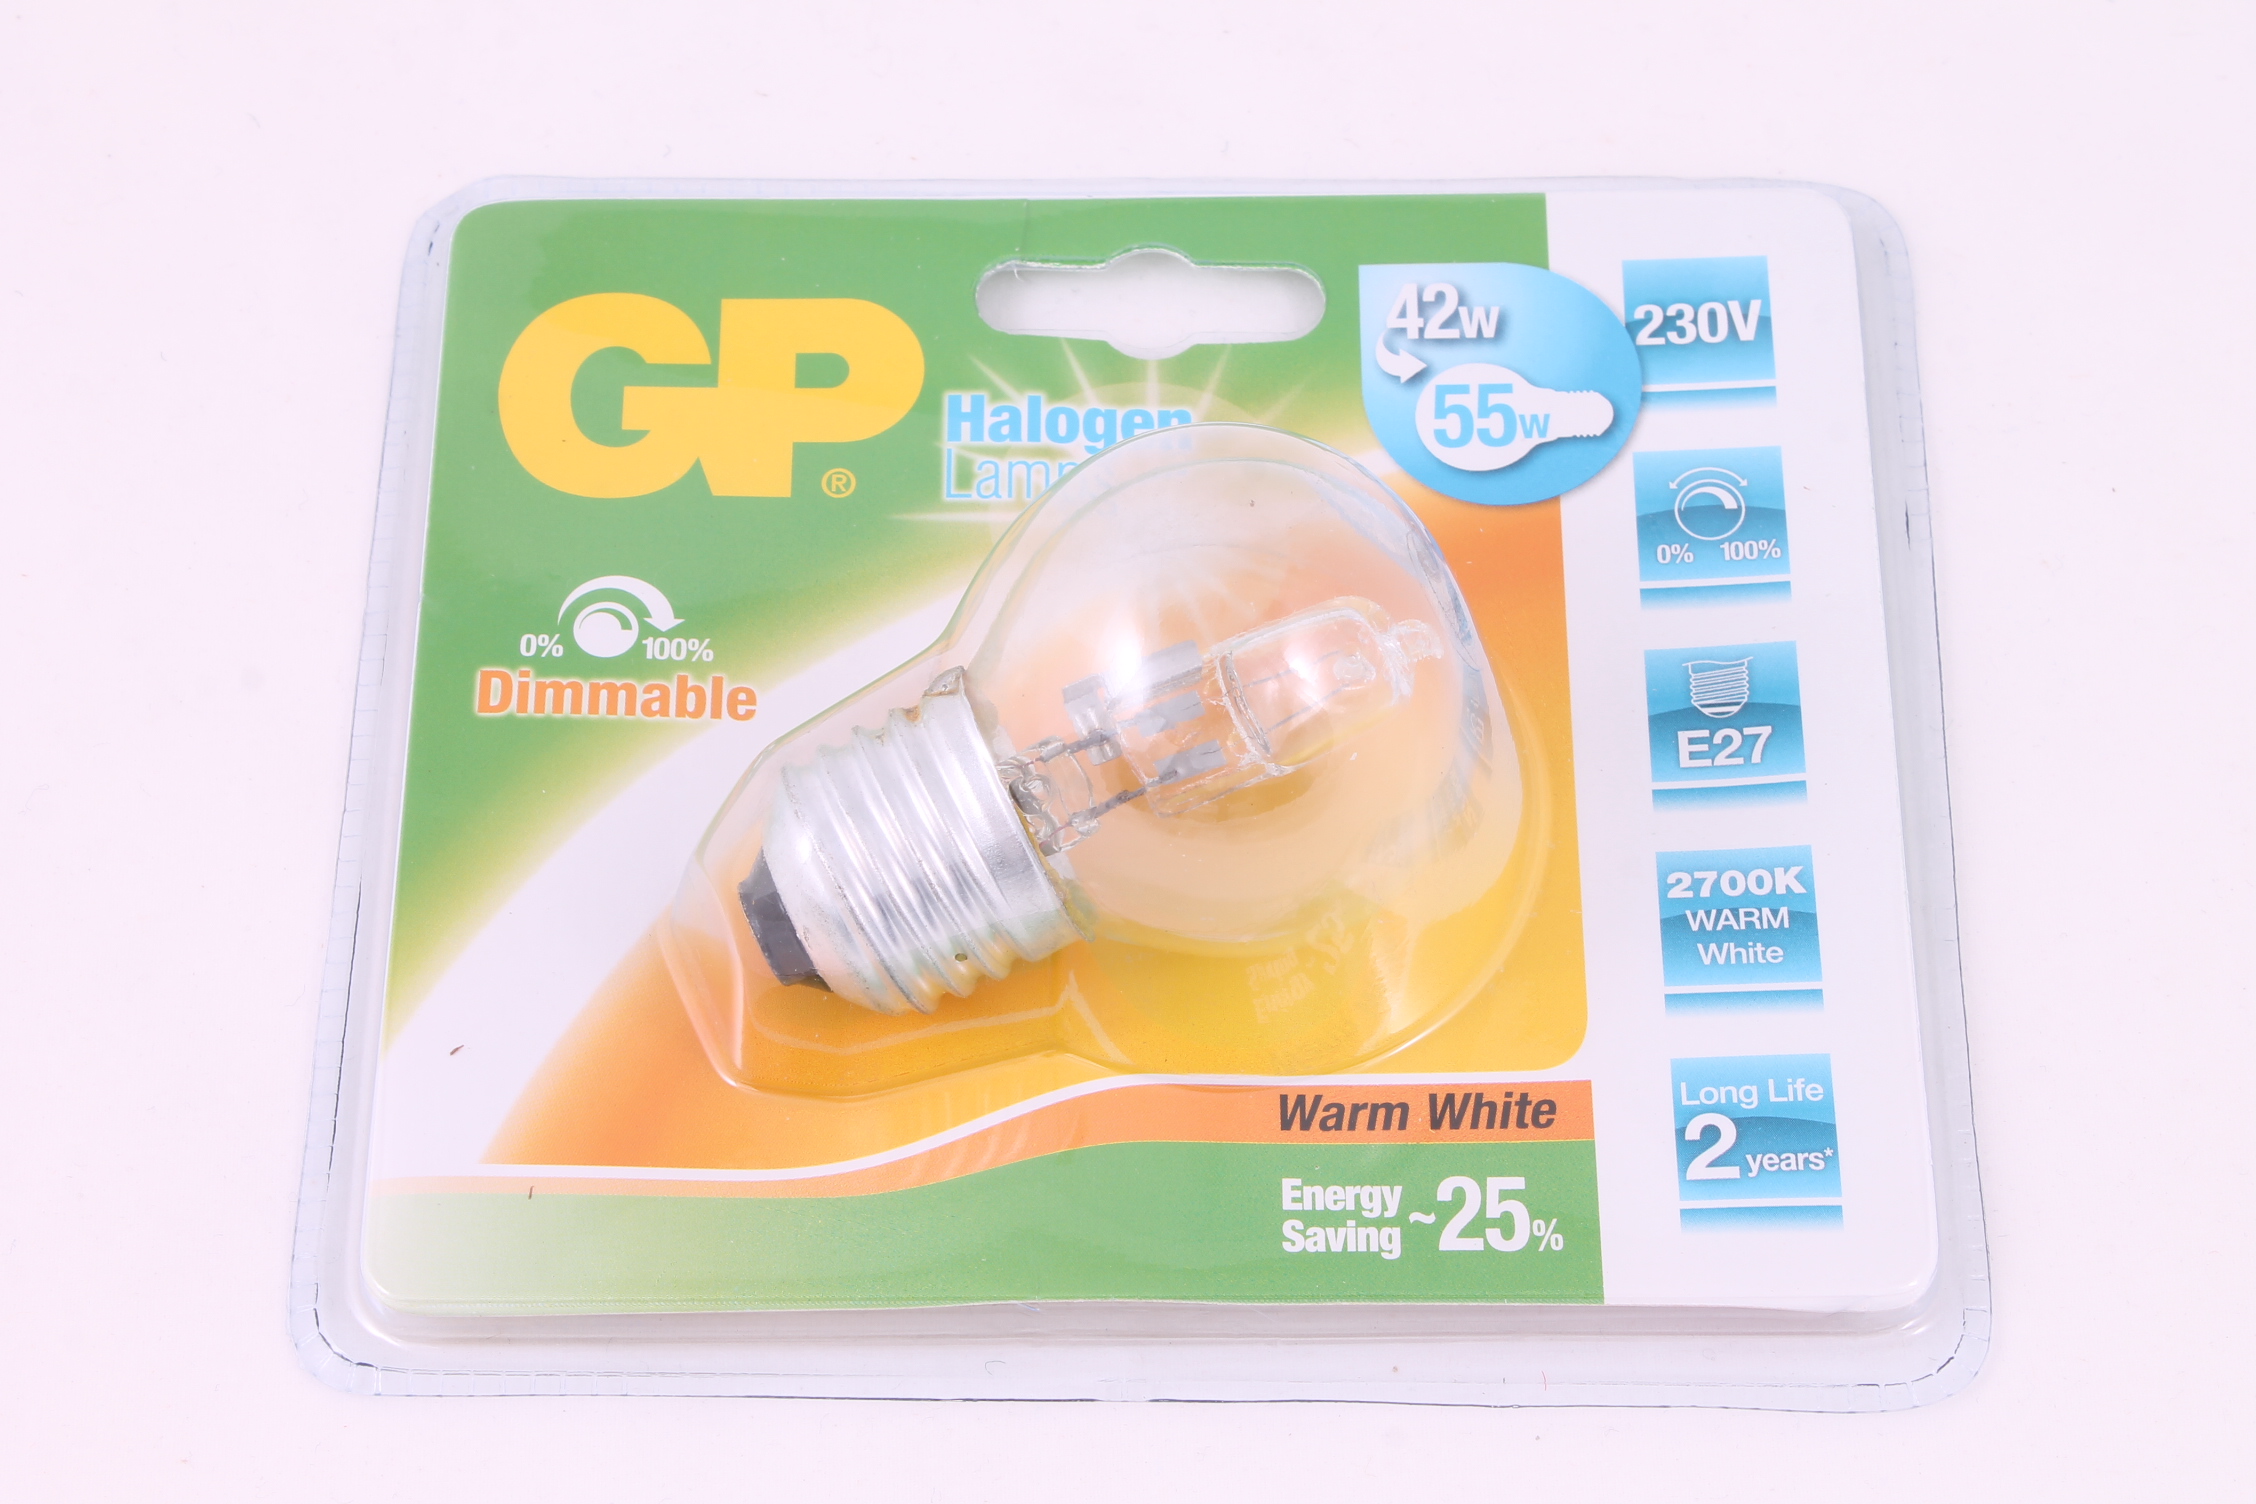 GP®
Halogen
Lamp
42w
55w
230V
0% 100%
Dimmable
0% 100%
E27
2700K
WARM
White
Long Life
2 years*
Warm White
Energy
Saving ~25%